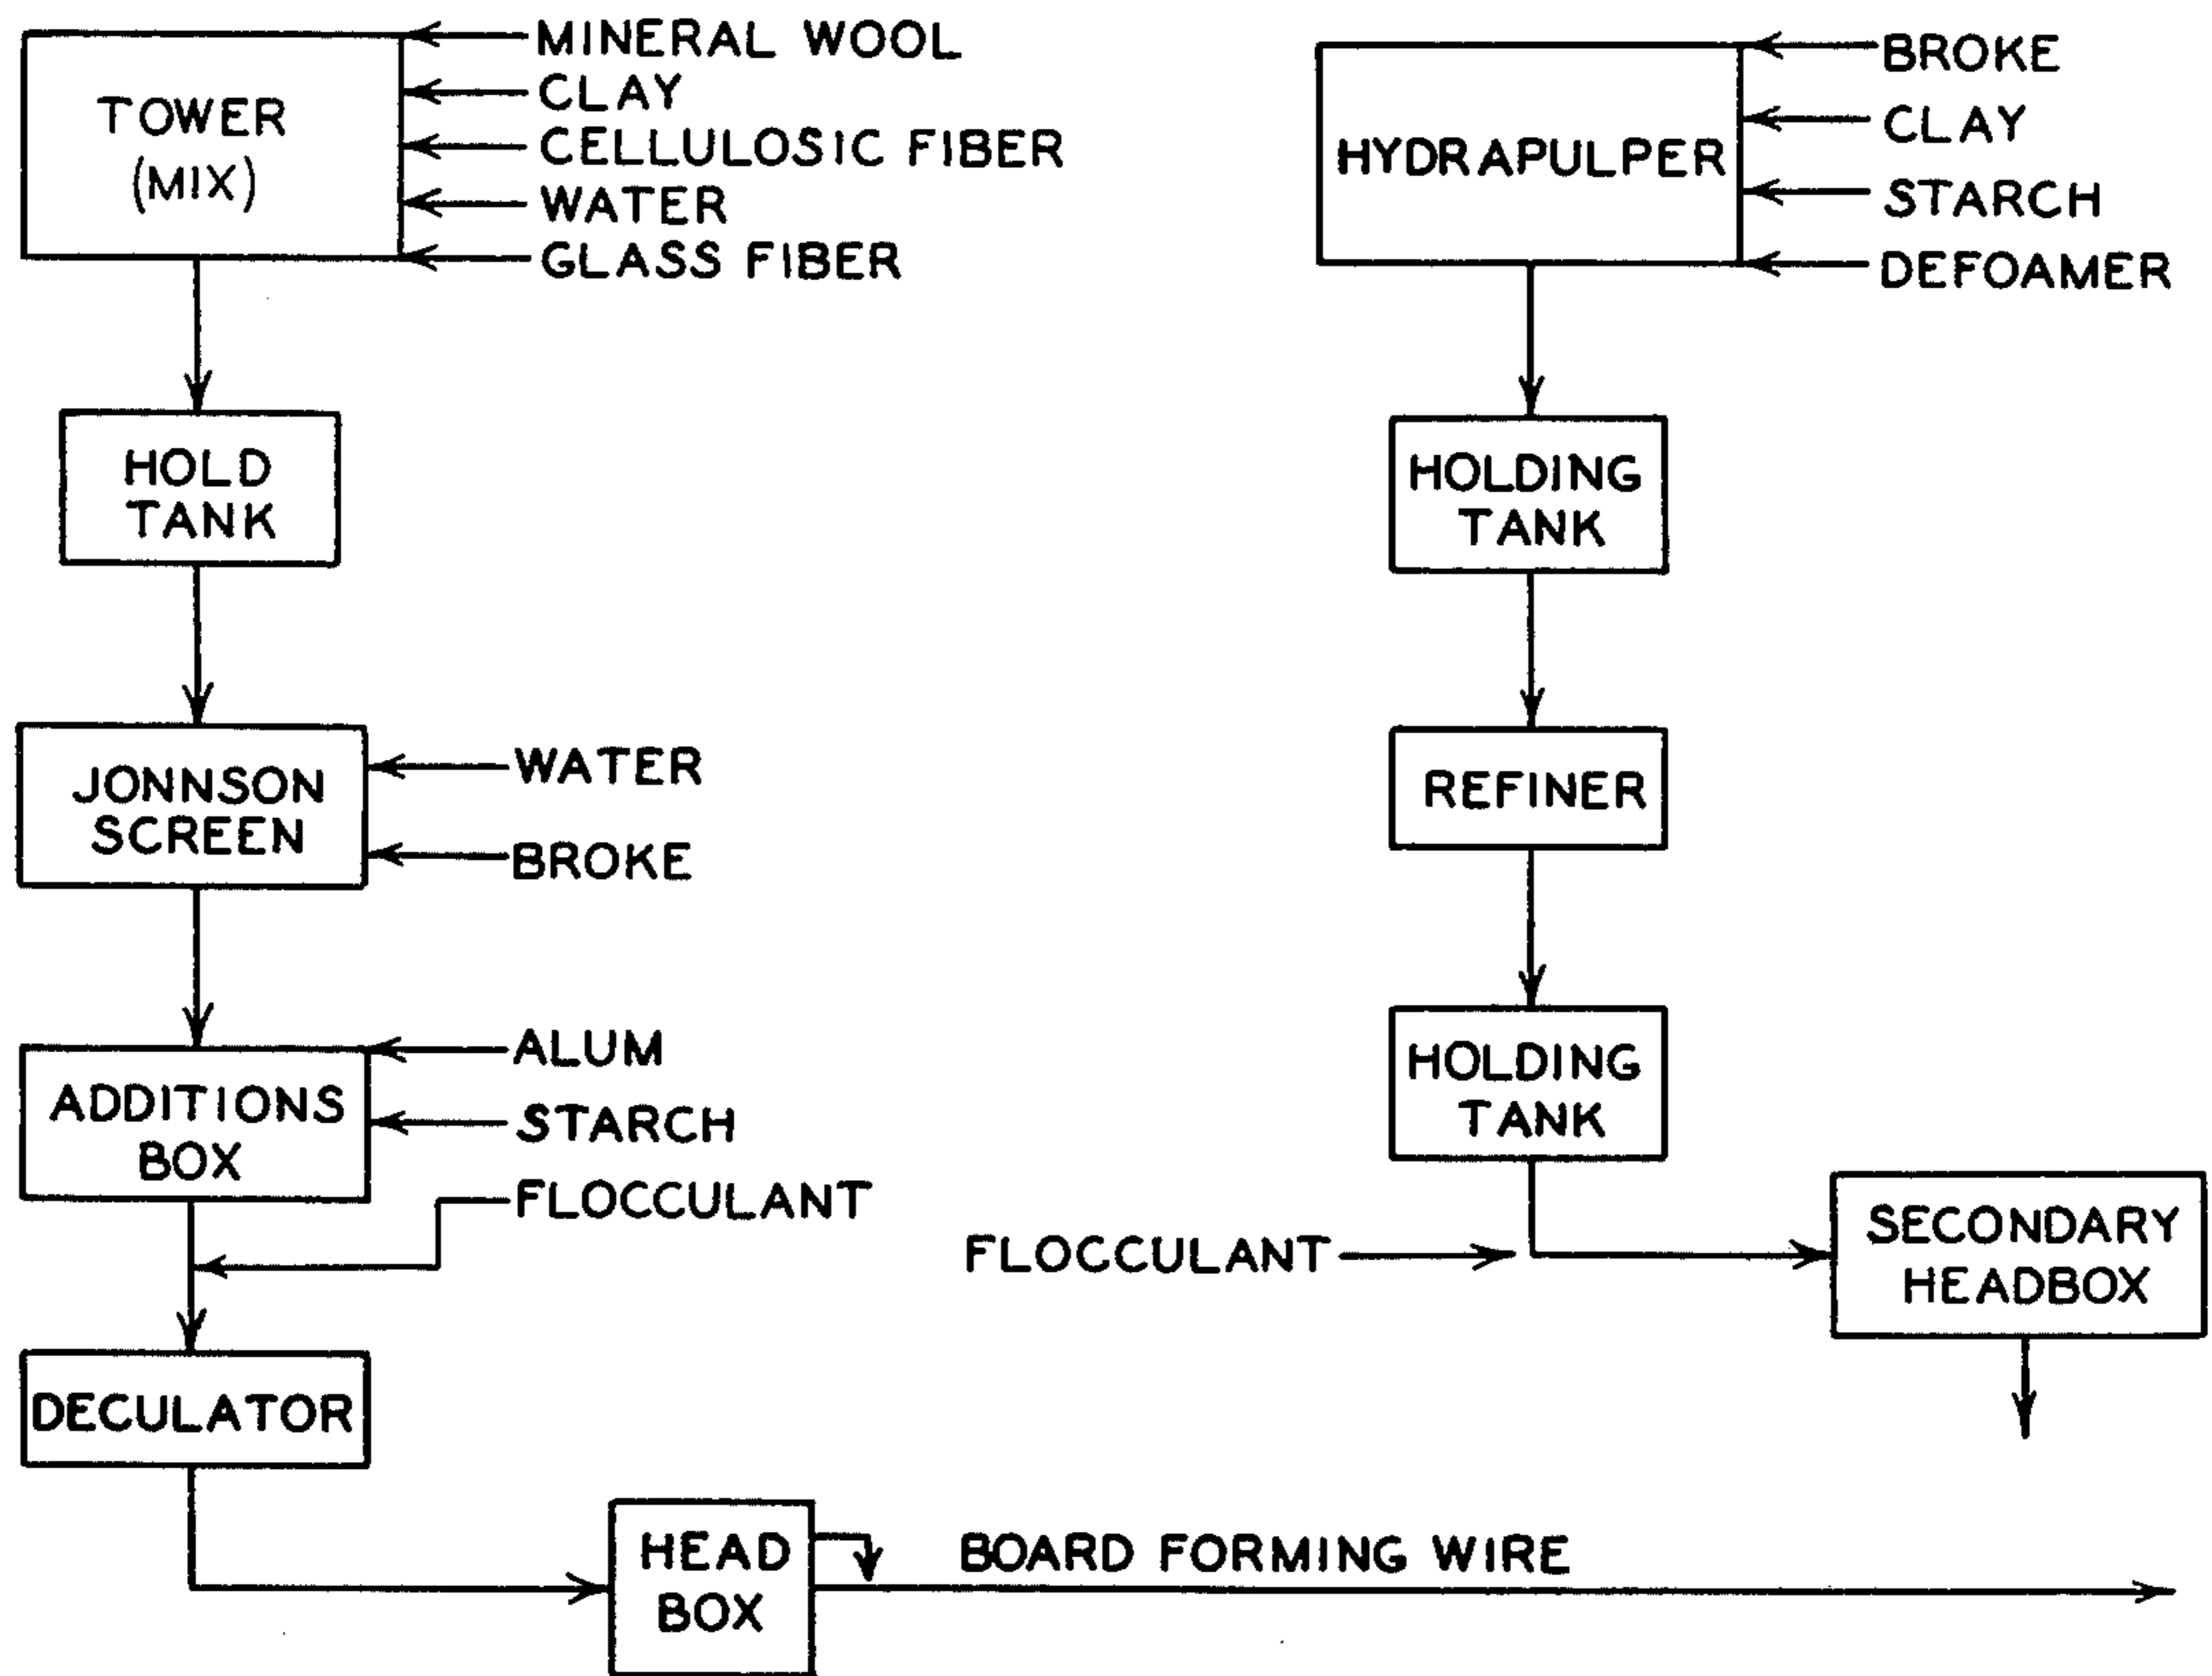 TOWER
(MIX)
MINERAL WOOL
CLAY
CELLULOSIC FIBER
WATER
GLASS FIBER
HOLD
TANK
JONNSON
SCREEN
WATER
BROKE
ADDITIONS
BOX
ALUM
STARCH
FLOCCULANT
DECULATOR
HEAD
BOX
BOARD FORMING WIRE
HYDRAPULPER
BROKE
CLAY
STARCH
DEFOAMER
HOLDING
TANK
REFINER
HOLDING
TANK
FLOCCULANT
SECONDARY
HEADBOX